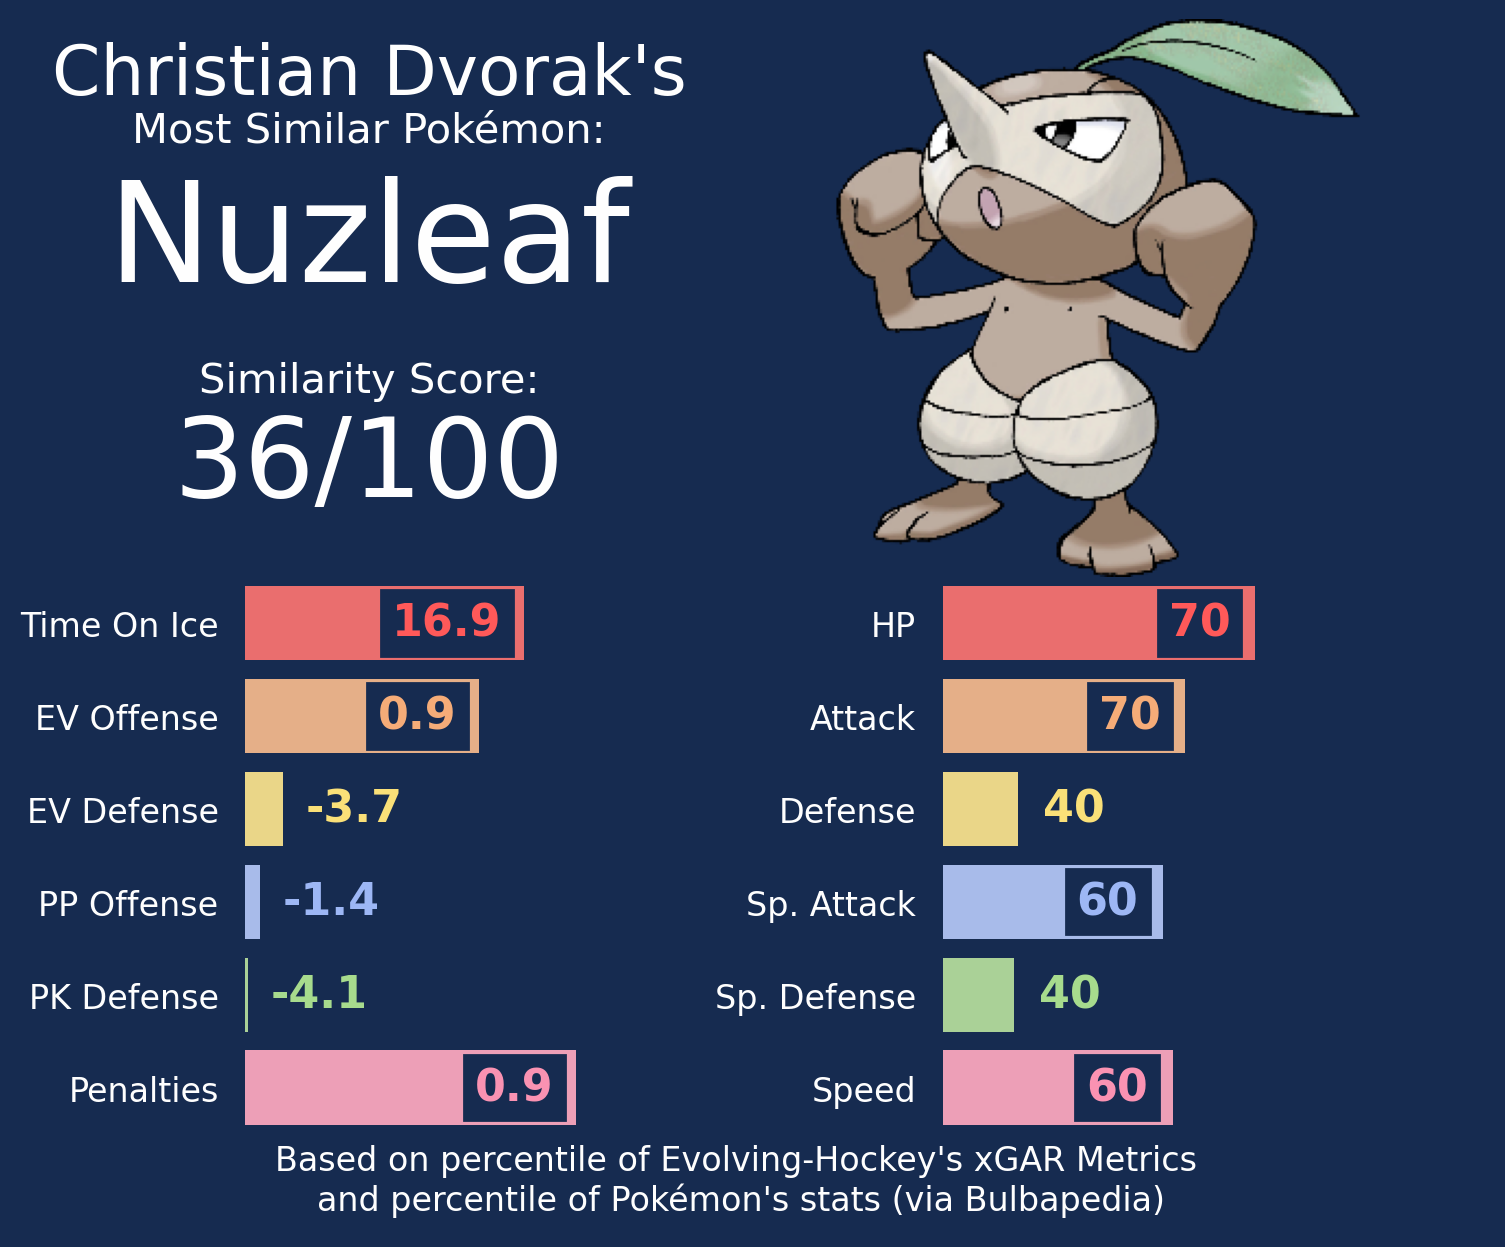 Christian Dvorak's
Most Similar Pokémon:
Nuzleaf
Similarity Score:
36/100
Time On Ice 16.9
EV Offense 0.9
EV Defense -3.7
PP Offense -1.4
PK Defense -4.1
Penalties 0.9
HP 70
Attack 70
Defense 40
Sp. Attack 60
Sp. Defense 40
Speed 60
Based on percentile of Evolving-Hockey's xGAR Metrics
and percentile of Pokémon's stats (via Bulbapedia)